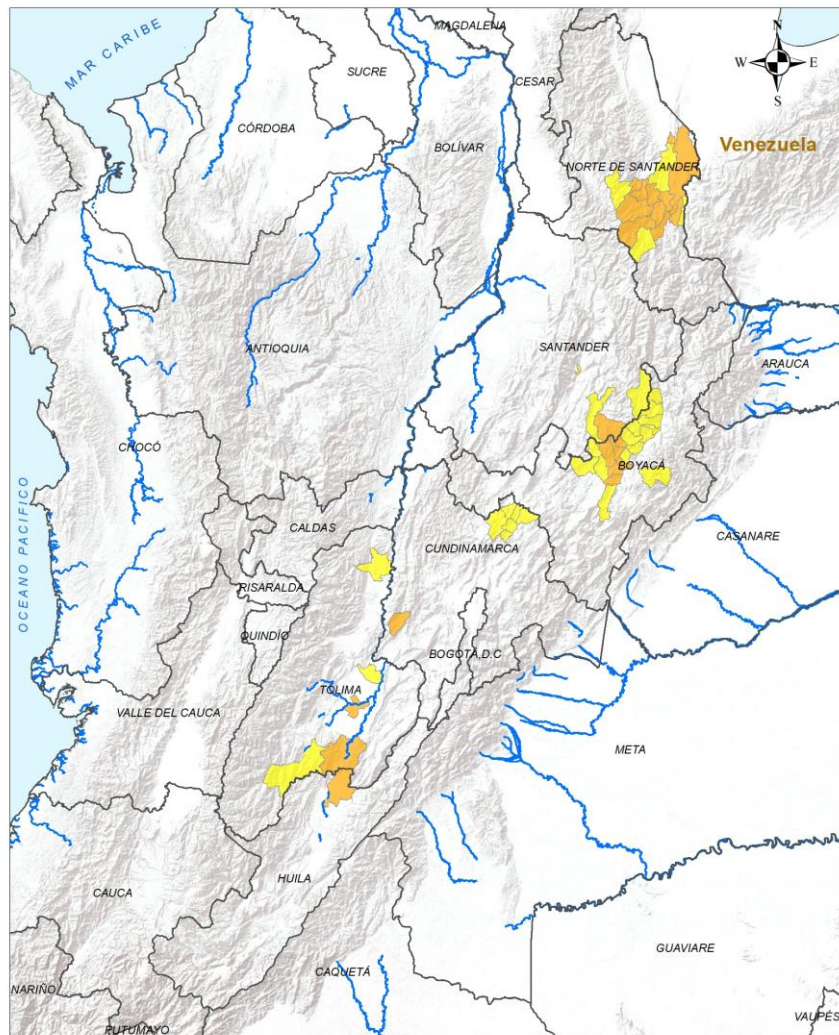 MAGDALENA
N
MAR CARIBE
SUCRE
CESAR
W
E
S
CÓRDOBA
BOLÍVAR
Venezuela
NORTE DE SANTANDER
ANTIOQUIA
SANTANDER
ARAUCA
CHOCÓ
BOYACÁ
CALDAS
CUNDINAMARCA
CASANARE
OCEANO PACIFICO
RISARALDA
QUINDÍO
BOGOTÁ,D.C
TOLIMA
VALLE DEL CAUCA
META
HUILA
CAUCA
GUAVIARE
CAQUETÁ
NARIÑO
PUTUMAYO
VAUPÉS